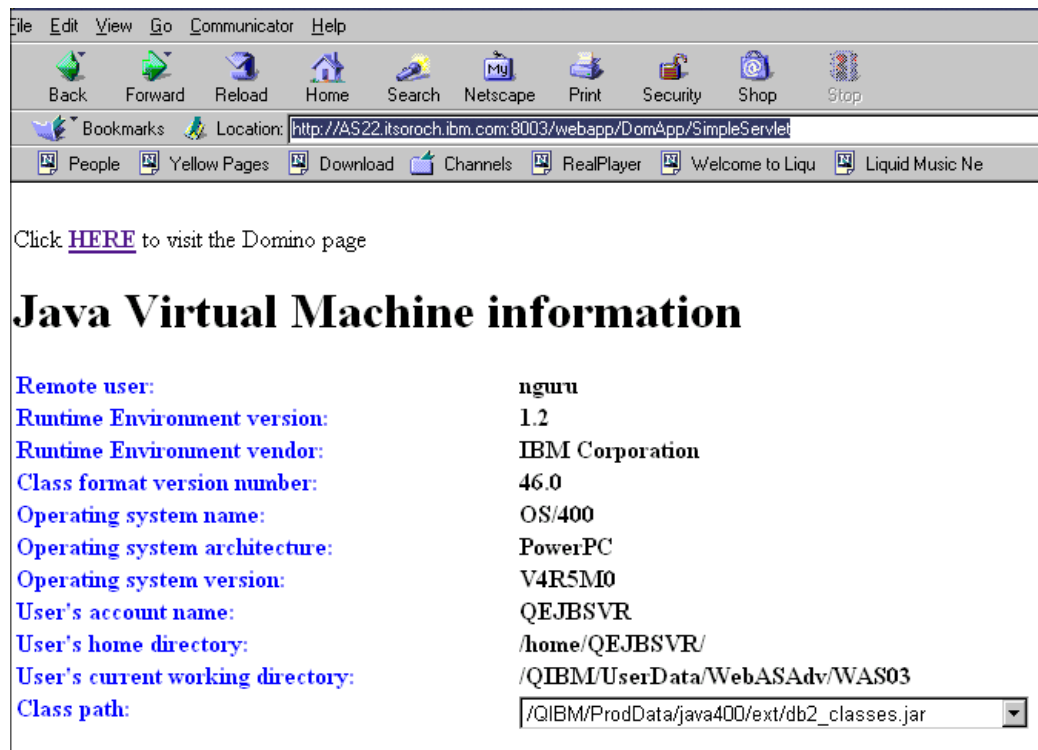 File Edit View Go Communicator Help
Back Forward Reload Home Search Netscape Print Security Shop Stop
My
Bookmarks Location: http://AS22.itsoroch.ibm.com:8003/webapp/DomApp/SimpleServlet
People Yellow Pages Download Channels RealPlayer Welcome to Liqu Liquid Music Ne
Click HERE to visit the Domino page
Java Virtual Machine information
Remote user: nguru
Runtime Environment version: 1.2
Runtime Environment vendor: IBM Corporation
Class format version number: 46.0
Operating system name: OS/400
Operating system architecture: PowerPC
Operating system version: V4R5M0
User's account name: QEJBSVR
User's home directory: /home/QEJBSVR/
User's current working directory: /QIBM/UserData/WebASAdv/WAS03
Class path: /QIBM/ProdData/java400/ext/db2_classes.jar